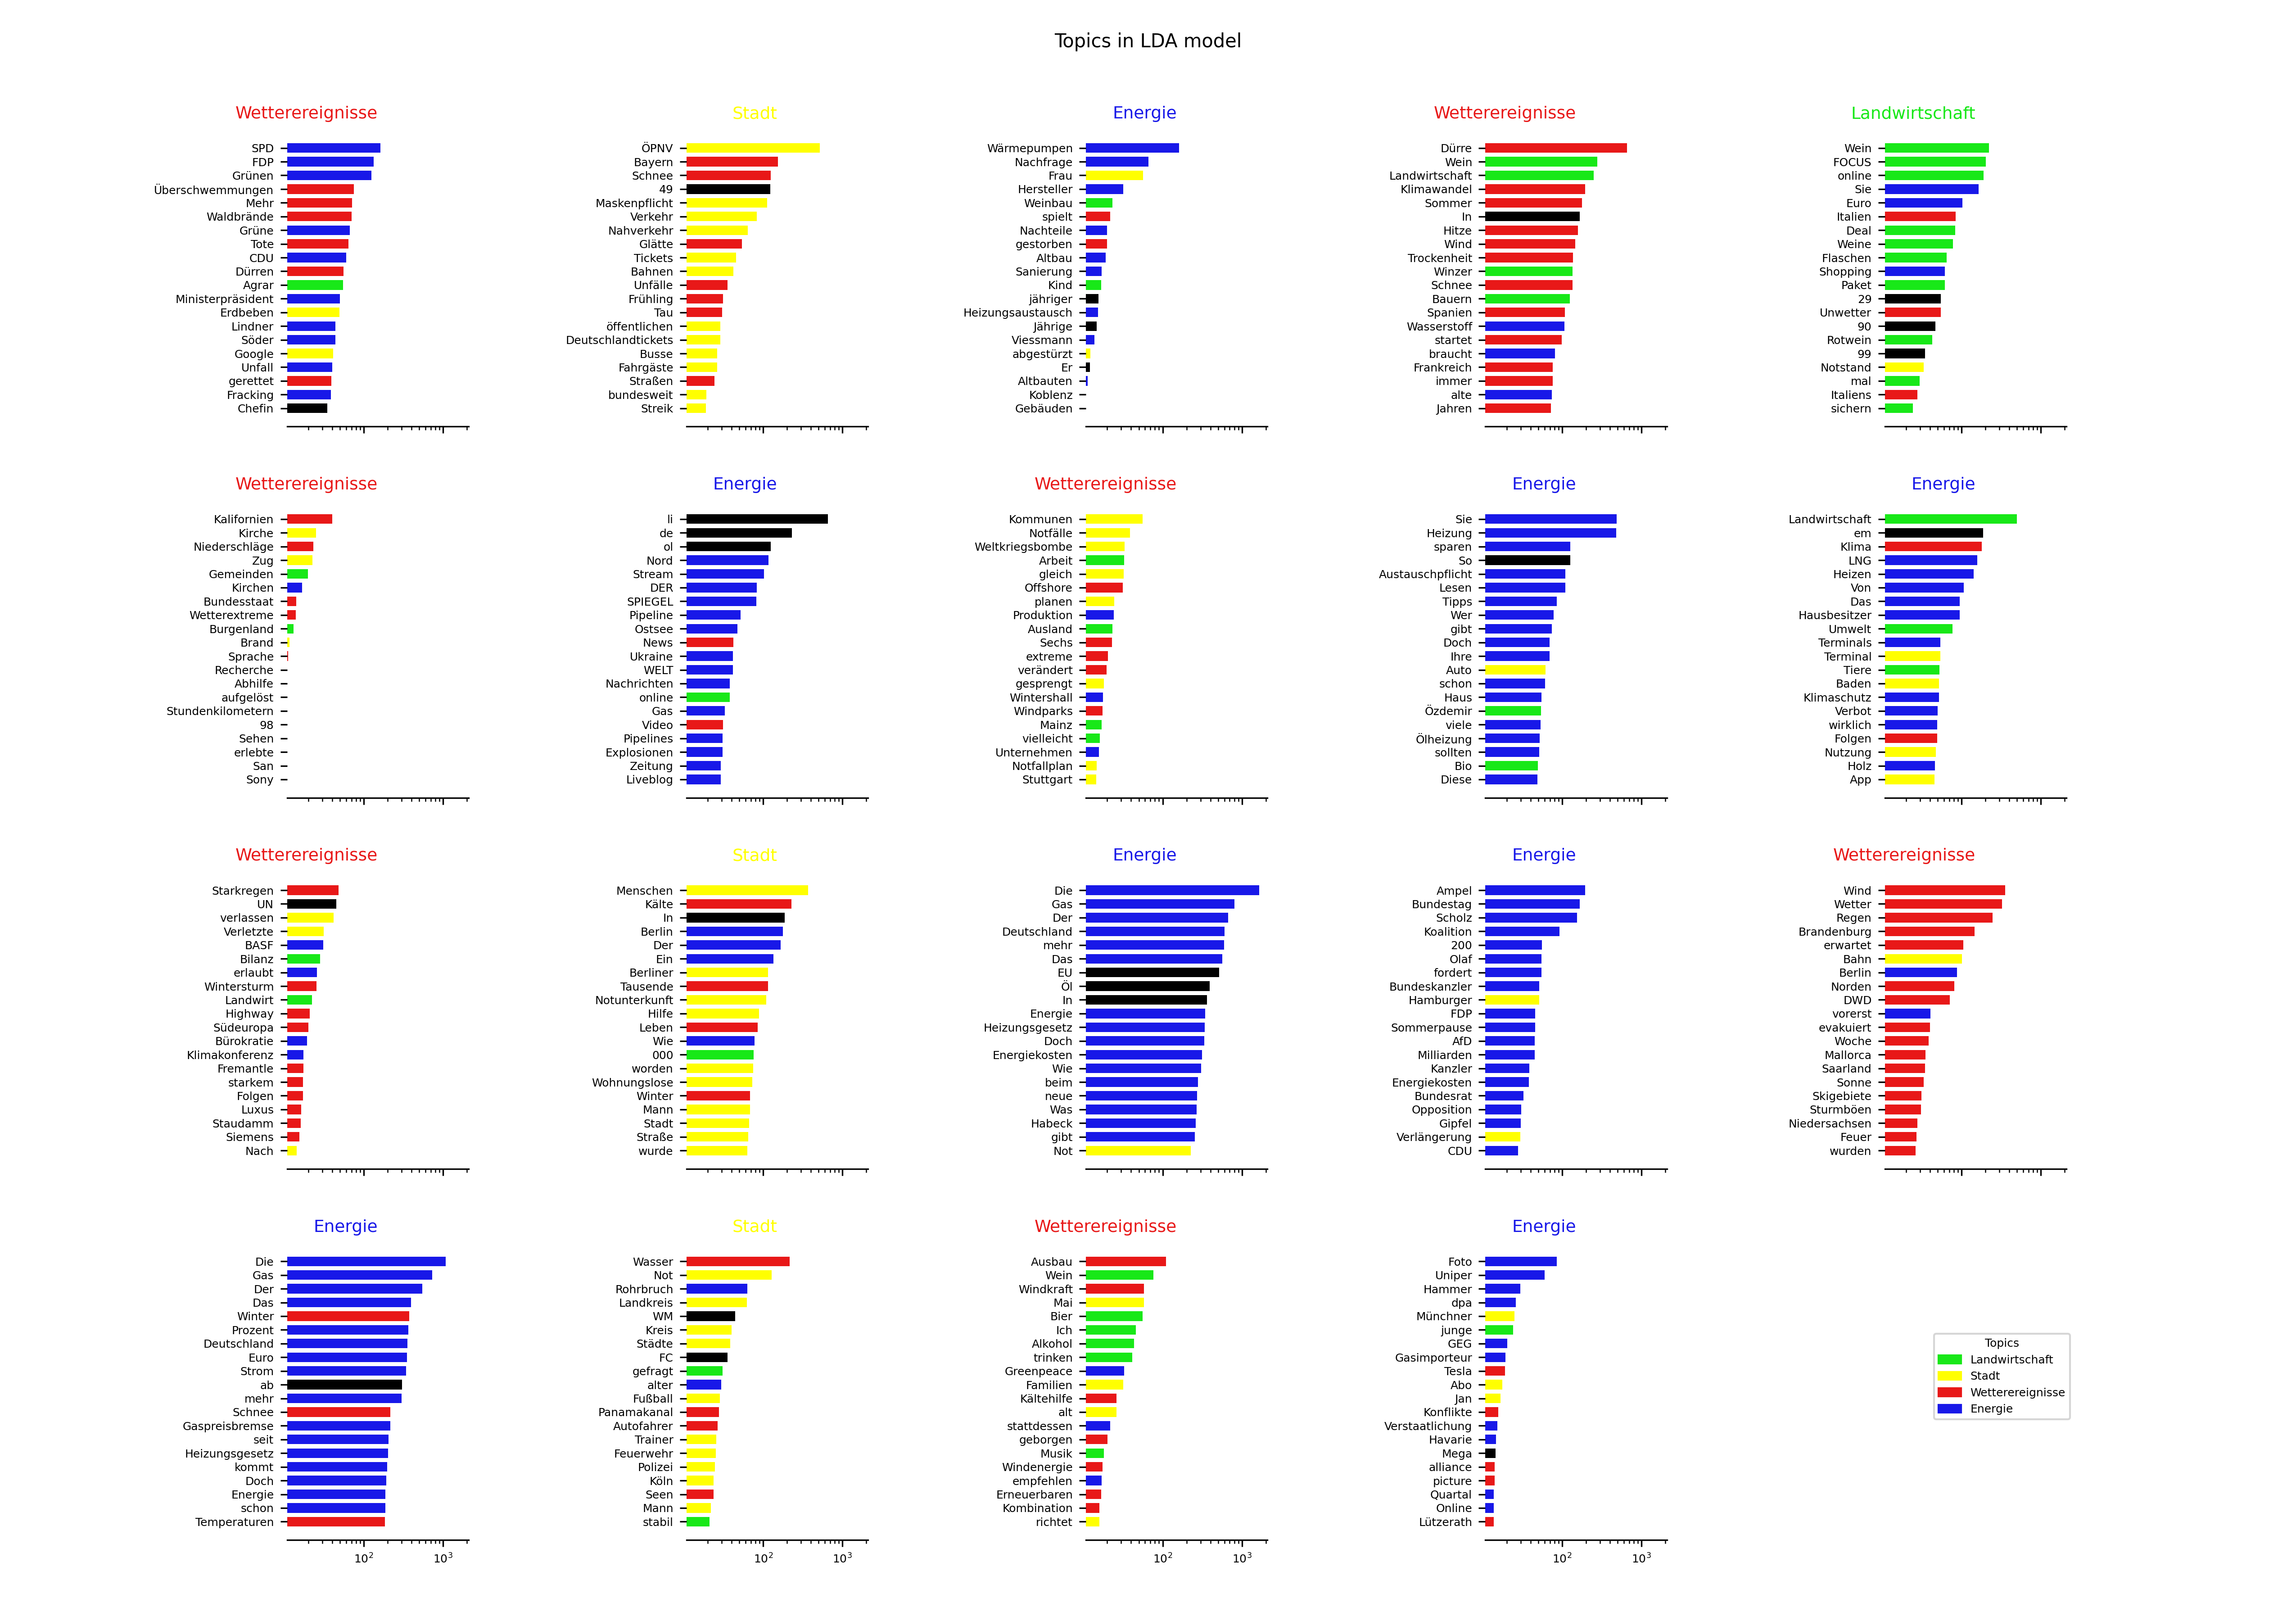 Topics in LDA model
Wetterereignisse
SPD
FDP
Grünen
Überschwemmungen
Mehr
Waldbrände
Grüne
Tote
CDU
Dürren
Agrar
Ministerpräsident
Erdbeben
Lindner
Söder
Google
Unfall
gerettet
Fracking
Chefin
Stadt
ÖPNV
Bayern
Schnee
49
Maskenpflicht
Verkehr
Nahverkehr
Glätte
Tickets
Bahnen
Unfälle
Frühling
Tau
öffentlichen
Deutschlandtickets
Busse
Fahrgäste
Straßen
bundesweit
Streik
Energie
Wärmepumpen
Nachfrage
Frau
Hersteller
Weinbau
spielt
Nachteile
gestorben
Altbau
Sanierung
Kind
jähriger
Heizungsaustausch
Jährige
Viessmann
abgestürzt
Er
Altbauten
Koblenz
Gebäuden
Wetterereignisse
Dürre
Wein
Landwirtschaft
Klimawandel
Sommer
In
Hitze
Wind
Trockenheit
Winzer
Schnee
Bauern
Spanien
Wasserstoff
startet
braucht
Frankreich
immer
alte
Jahren
Landwirtschaft
Wein
FOCUS
online
Sie
Euro
Italien
Deal
Weine
Flaschen
Shopping
Paket
29
Unwetter
90
Rotwein
99
Notstand
mal
Italiens
sichern
Wetterereignisse
Kalifornien
Kirche
Niederschläge
Zug
Gemeinden
Kirchen
Bundesstaat
Wetterextreme
Burgenland
Brand
Sprache
Recherche
Abhilfe
aufgelöst
Stundenkilometern
98
Sehen
erlebte
San
Sony
Energie
li
de
ol
Nord
Stream
DER
SPIEGEL
Pipeline
Ostsee
News
Ukraine
WELT
Nachrichten
online
Gas
Video
Pipelines
Explosionen
Zeitung
Liveblog
Wetterereignisse
Kommunen
Notfälle
Weltkriegsbombe
Arbeit
gleich
Offshore
planen
Produktion
Ausland
Sechs
extreme
verändert
gesprengt
Wintershall
Windparks
Mainz
vielleicht
Unternehmen
Notfallplan
Stuttgart
Energie
Sie
Heizung
sparen
So
Austauschpflicht
Lesen
Tipps
Wer
gibt
Doch
Ihre
Auto
schon
Haus
Özdemir
viele
Ölheizung
sollten
Bio
Diese
Energie
Landwirtschaft
em
Klima
LNG
Heizen
Von
Das
Hausbesitzer
Umwelt
Terminals
Terminal
Tiere
Baden
Klimaschutz
Verbot
wirklich
Folgen
Nutzung
Holz
App
Wetterereignisse
Starkregen
UN
verlassen
Verletzte
BASF
Bilanz
erlaubt
Wintersturm
Landwirt
Highway
Südeuropa
Bürokratie
Klimakonferenz
Fremantle
starkem
Folgen
Luxus
Staudamm
Siemens
Nach
Stadt
Menschen
Kälte
In
Berlin
Der
Ein
Berliner
Tausende
Notunterkunft
Hilfe
Leben
Wie
000
worden
Wohnungslose
Winter
Mann
Stadt
Straße
wurde
Energie
Die
Gas
Der
Deutschland
mehr
Das
EU
Öl
In
Energie
Heizungsgesetz
Doch
Energiekosten
Wie
beim
neue
Was
Habeck
gibt
Not
Energie
Ampel
Bundestag
Scholz
Koalition
200
Olaf
fordert
Bundeskanzler
Hamburger
FDP
Sommerpause
AfD
Milliarden
Kanzler
Energiekosten
Bundesrat
Opposition
Gipfel
Verlängerung
CDU
Wetterereignisse
Wind
Wetter
Regen
Brandenburg
erwartet
Bahn
Berlin
Norden
DWD
vorerst
evakuiert
Woche
Mallorca
Saarland
Sonne
Skigebiete
Sturmböen
Niedersachsen
Feuer
wurden
Energie
Die
Gas
Der
Das
Winter
Prozent
Deutschland
Euro
Strom
ab
mehr
Schnee
Gaspreisbremse
seit
Heizungsgesetz
kommt
Doch
Energie
schon
Temperaturen
10² 10³
Stadt
Wasser
Not
Rohrbruch
Landkreis
WM
Kreis
Städte
FC
gefragt
alter
Fußball
Panamakanal
Autofahrer
Trainer
Feuerwehr
Polizei
Köln
Seen
Mann
stabil
10² 10³
Wetterereignisse
Ausbau
Wein
Windkraft
Mai
Bier
Ich
Alkohol
trinken
Greenpeace
Familien
Kältehilfe
alt
stattdessen
geborgen
Musik
Windenergie
empfehlen
Erneuerbaren
Kombination
richtet
10² 10³
Energie
Foto
Uniper
Hammer
dpa
Münchner
junge
GEG
Gasimporteur
Tesla
Abo
Jan
Konflikte
Verstaatlichung
Havarie
Mega
alliance
picture
Quartal
Online
Lützerath
10² 10³
Topics
Landwirtschaft
Stadt
Wetterereignisse
Energie